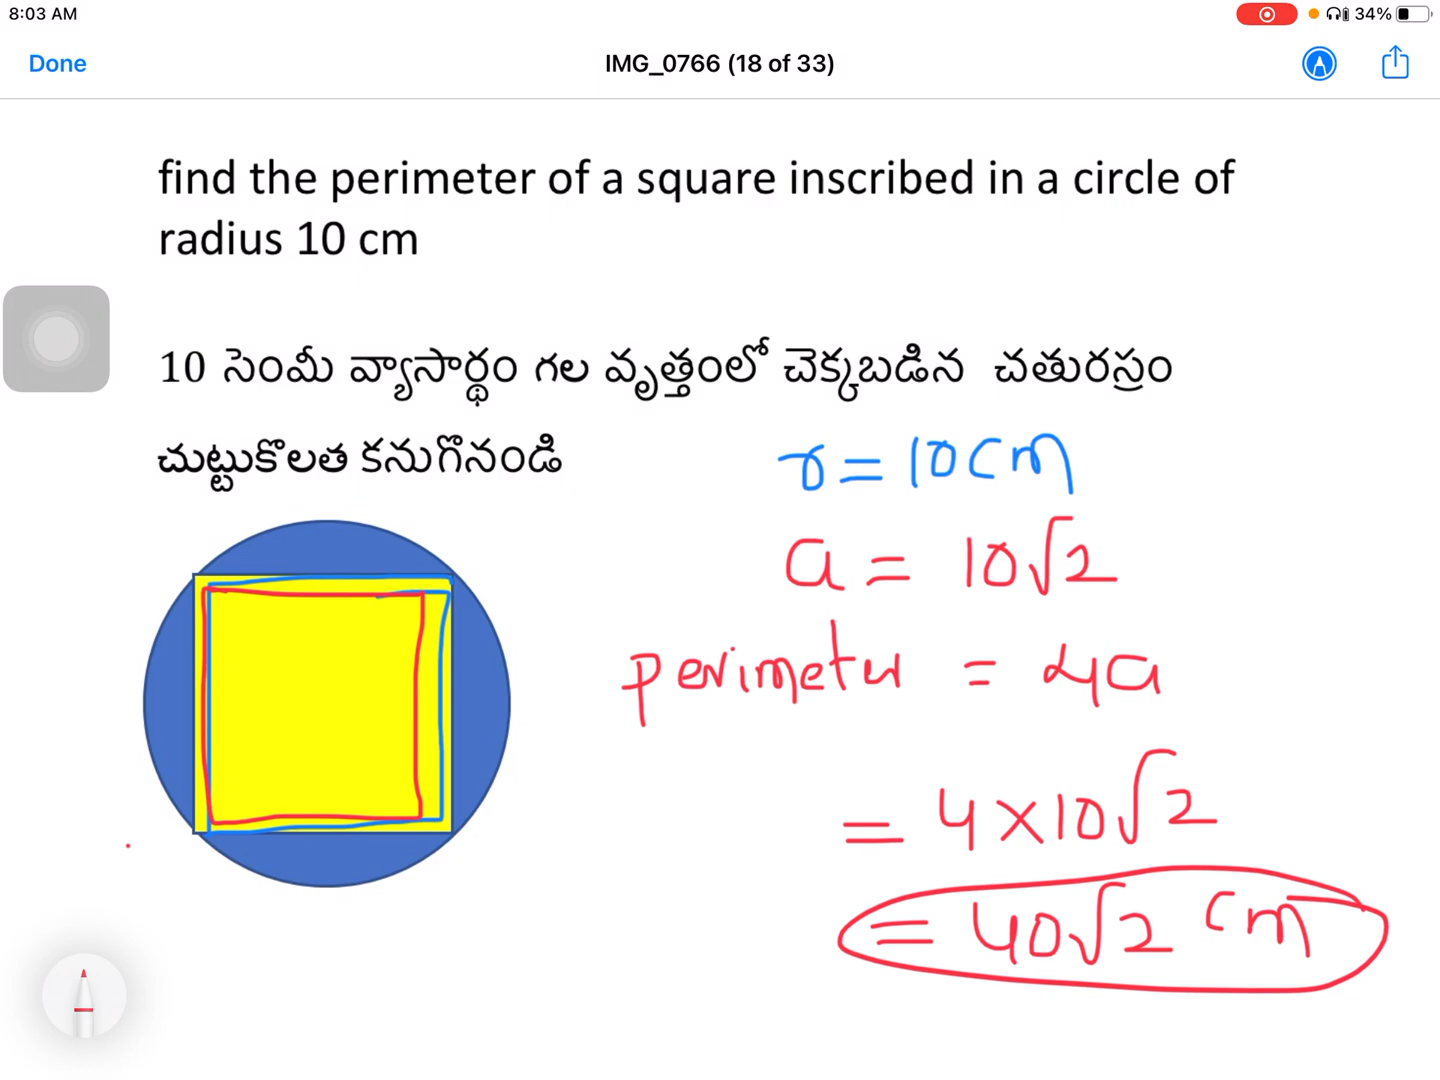 8:03 AM
34%
Done
IMG_0766 (18 of 33)
find the perimeter of a square inscribed in a circle of
radius 10 cm
10 సెంమీ వ్యాసార్థం గల వృత్తంలో చెక్కబడిన చతురస్రం
చుట్టుకొలత కనుగొనండి
r = 10 cm
a = 10√2
perimeter = 4a
= 4×10√2
= 40√2 cm